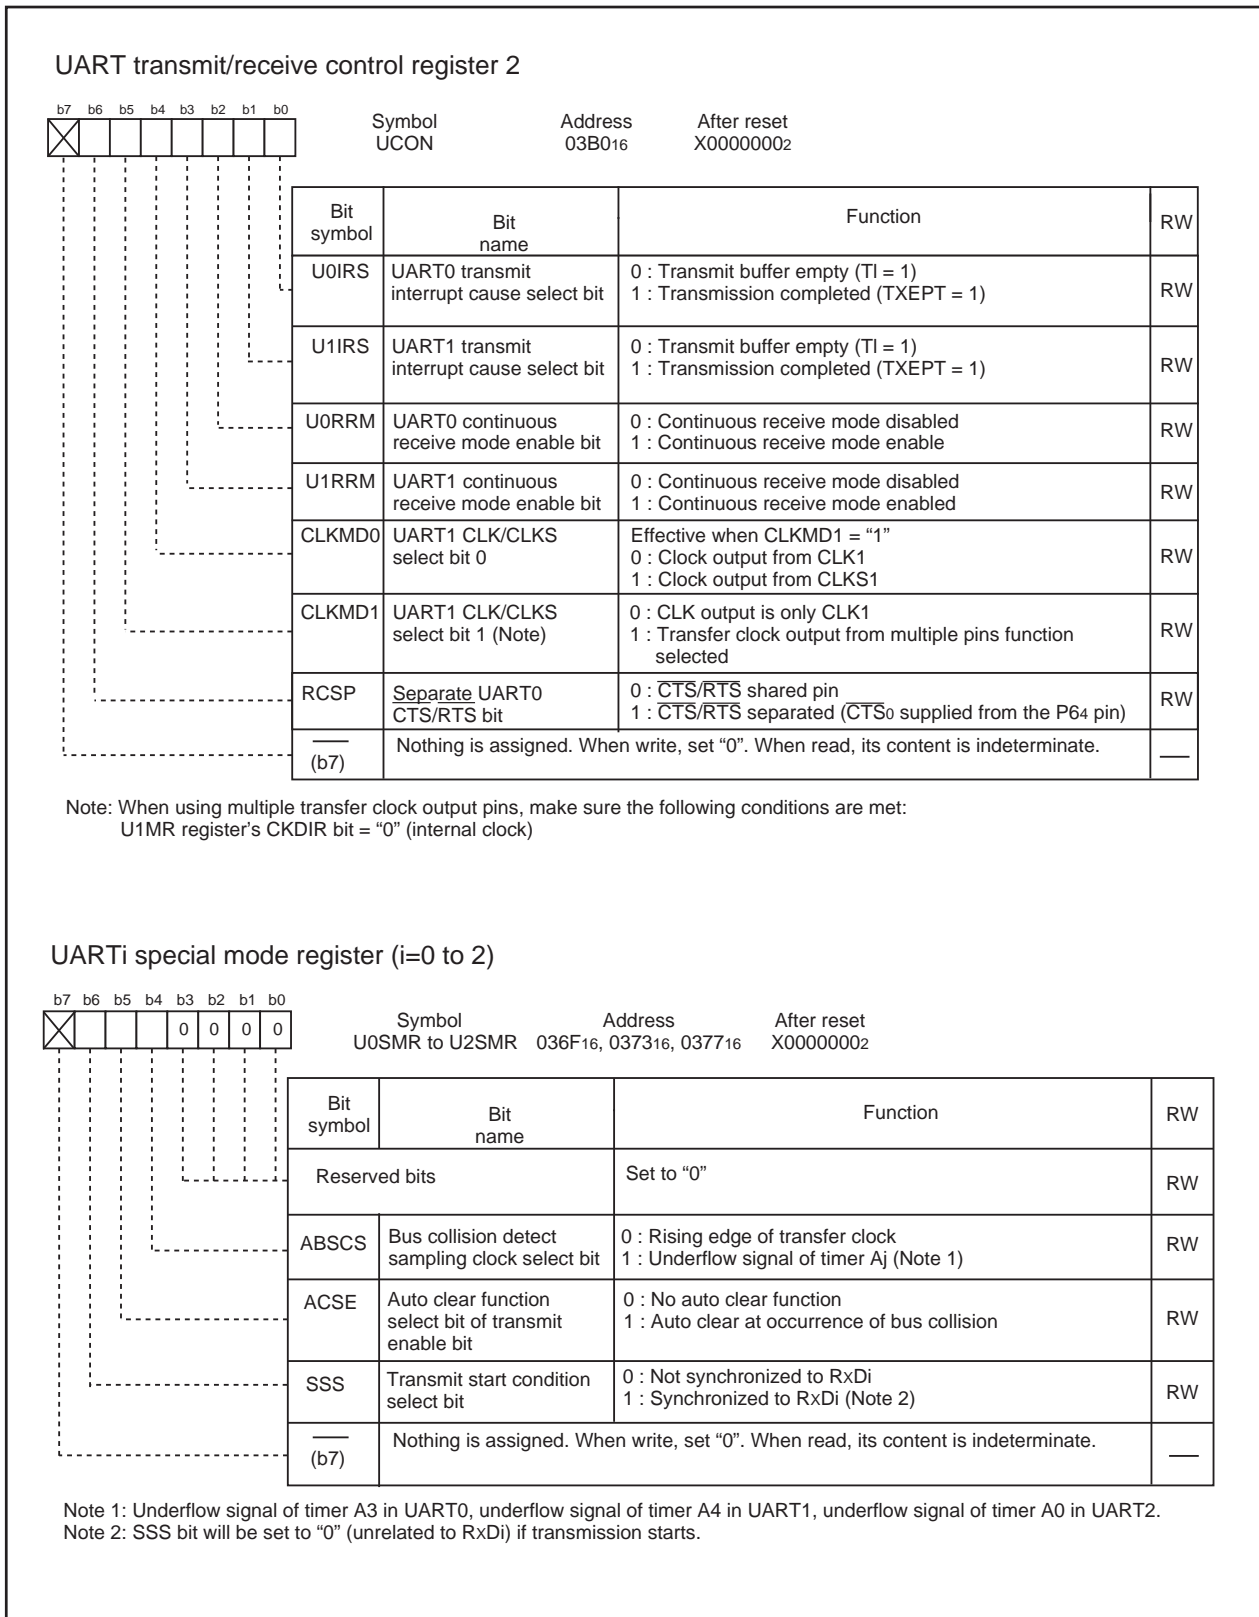 UART transmit/receive control register 2
b7 b6 b5 b4 b3 b2 b1 b0
Symbol Address After reset
UCON 03B016 X00000002
Bit symbol Bit name Function RW
U0IRS UART0 transmit 0 : Transmit buffer empty (Tl = 1)
interrupt cause select bit 1 : Transmission completed (TXEPT = 1) RW
U1IRS UART1 transmit 0 : Transmit buffer empty (Tl = 1)
interrupt cause select bit 1 : Transmission completed (TXEPT = 1) RW
U0RRM UART0 continuous 0 : Continuous receive mode disabled
receive mode enable bit 1 : Continuous receive mode enable RW
U1RRM UART1 continuous 0 : Continuous receive mode disabled
receive mode enable bit 1 : Continuous receive mode enabled RW
CLKMD0 UART1 CLK/CLKS Effective when CLKMD1 = “1”
select bit 0 0 : Clock output from CLK1 RW
1 : Clock output from CLKS1
CLKMD1 UART1 CLK/CLKS 0 : CLK output is only CLK1
select bit 1 (Note) 1 : Transfer clock output from multiple pins function RW
selected
RCSP Separate UART0 0 : CTS/RTS shared pin
CTS/RTS bit 1 : CTS/RTS separated (CTS0 supplied from the P64 pin) RW
(b7) Nothing is assigned. When write, set “0”. When read, its content is indeterminate. —
Note: When using multiple transfer clock output pins, make sure the following conditions are met:
U1MR register’s CKDIR bit = “0” (internal clock)
UARTi special mode register (i=0 to 2)
b7 b6 b5 b4 b3 b2 b1 b0
0 0 0 0
Symbol Address After reset
U0SMR to U2SMR 036F16, 037316, 037716 X00000002
Bit symbol Bit name Function RW
Reserved bits Set to “0” RW
ABSCS Bus collision detect 0 : Rising edge of transfer clock
sampling clock select bit 1 : Underflow signal of timer Aj (Note 1) RW
ACSE Auto clear function 0 : No auto clear function
select bit of transmit 1 : Auto clear at occurrence of bus collision RW
enable bit
SSS Transmit start condition 0 : Not synchronized to RxDi
select bit 1 : Synchronized to RxDi (Note 2) RW
(b7) Nothing is assigned. When write, set “0”. When read, its content is indeterminate. —
Note 1: Underflow signal of timer A3 in UART0, underflow signal of timer A4 in UART1, underflow signal of timer A0 in UART2.
Note 2: SSS bit will be set to “0” (unrelated to RxDi) if transmission starts.